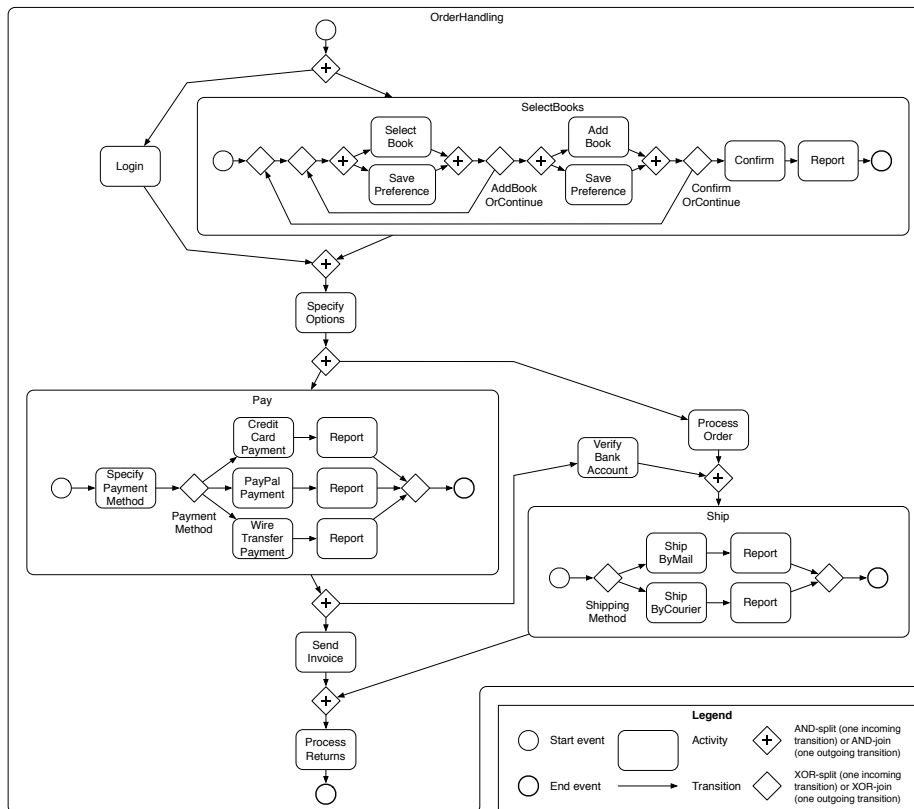 OrderHandling
SelectBooks
Select
Book
Add
Book
Login
Confirm
Report
Save
Preference
AddBook
OrContinue
Save
Preference
Confirm
OrContinue
Specify
Options
Pay
Process
Order
Credit
Card
Payment
Report
Verify
Bank
Account
Specify
Payment
Method
PayPal
Payment
Report
Payment
Method
Wire
Transfer
Payment
Report
Ship
Ship
ByMail
Report
Shipping
Method
Ship
ByCourier
Report
Send
Invoice
Process
Returns
Legend
Start event
Activity
AND-split (one incoming
transition) or AND-join
(one outgoing transition)
End event
Transition
XOR-split (one incoming
transition) or XOR-join
(one outgoing transition)